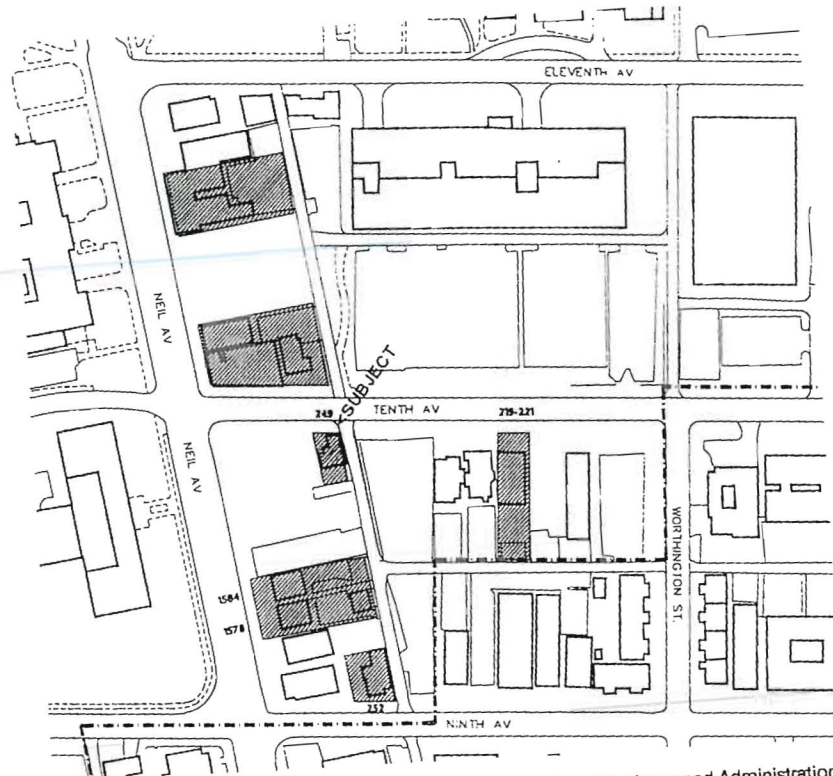 ELEVENTH AV
NEIL AV
SUBJECT
249
TENTH AV
219-221
NEIL AV
WORTHINGTON ST.
1584
1578
252
NINTH AV
and Administration